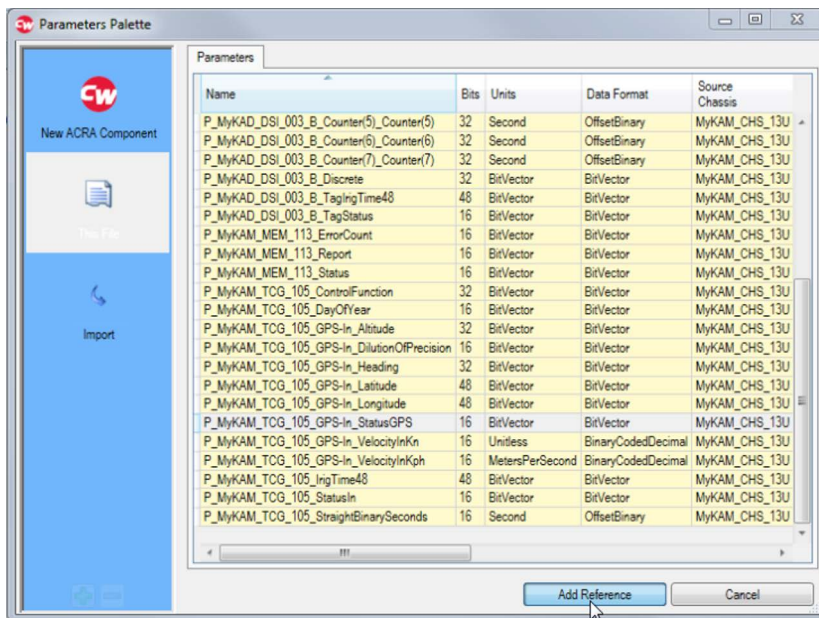 Parameters Palette
CW
New ACRA Component
This File
Import
Parameters
Name Bits Units Data Format Source Chassis
P_MyKAD_DSI_003_B_Counter(5)_Counter(5) 32 Second OffsetBinary MyKAM_CHS_13U
P_MyKAD_DSI_003_B_Counter(6)_Counter(6) 32 Second OffsetBinary MyKAM_CHS_13U
P_MyKAD_DSI_003_B_Counter(7)_Counter(7) 32 Second OffsetBinary MyKAM_CHS_13U
P_MyKAD_DSI_003_B_Discrete 32 BitVector BitVector MyKAM_CHS_13U
P_MyKAD_DSI_003_B_TagIrigTime48 48 BitVector BitVector MyKAM_CHS_13U
P_MyKAD_DSI_003_B_TagStatus 16 BitVector BitVector MyKAM_CHS_13U
P_MyKAM_MEM_113_ErrorCount 16 BitVector BitVector MyKAM_CHS_13U
P_MyKAM_MEM_113_Report 16 BitVector BitVector MyKAM_CHS_13U
P_MyKAM_MEM_113_Status 16 BitVector BitVector MyKAM_CHS_13U
P_MyKAM_TCG_105_ControlFunction 32 BitVector BitVector MyKAM_CHS_13U
P_MyKAM_TCG_105_DayOfYear 16 BitVector BitVector MyKAM_CHS_13U
P_MyKAM_TCG_105_GPS-In_Altitude 32 BitVector BitVector MyKAM_CHS_13U
P_MyKAM_TCG_105_GPS-In_DilutionOfPrecision 16 BitVector BitVector MyKAM_CHS_13U
P_MyKAM_TCG_105_GPS-In_Heading 32 BitVector BitVector MyKAM_CHS_13U
P_MyKAM_TCG_105_GPS-In_Latitude 48 BitVector BitVector MyKAM_CHS_13U
P_MyKAM_TCG_105_GPS-In_Longitude 48 BitVector BitVector MyKAM_CHS_13U
P_MyKAM_TCG_105_GPS-In_StatusGPS 16 BitVector BitVector MyKAM_CHS_13U
P_MyKAM_TCG_105_GPS-In_VelocityInKn 16 Unitless BinaryCodedDecimal MyKAM_CHS_13U
P_MyKAM_TCG_105_GPS-In_VelocityInKph 16 MetersPerSecond BinaryCodedDecimal MyKAM_CHS_13U
P_MyKAM_TCG_105_IrigTime48 48 BitVector BitVector MyKAM_CHS_13U
P_MyKAM_TCG_105_StatusIn 16 BitVector BitVector MyKAM_CHS_13U
P_MyKAM_TCG_105_StraightBinarySeconds 16 Second OffsetBinary MyKAM_CHS_13U
Add Reference Cancel